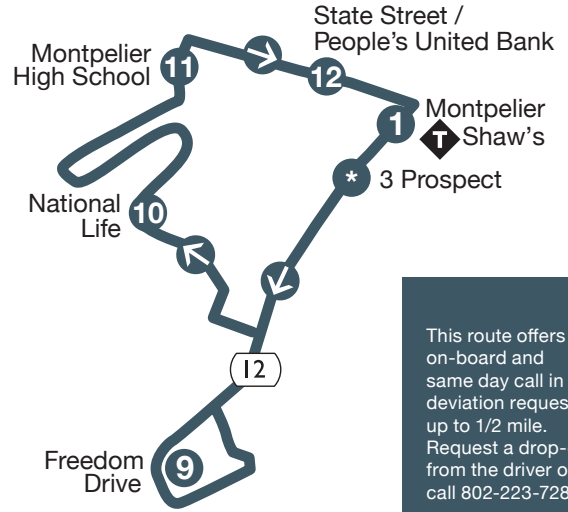 State Street /
People's United Bank
Montpelier
High School
11
12
Montpelier
1
T
Shaw's
*
3 Prospect
National
Life
10
12
Freedom
Drive
9
This route offers
on-board and
same day call in
deviation
up to 1/2 mile.
Request a
from the driver
call